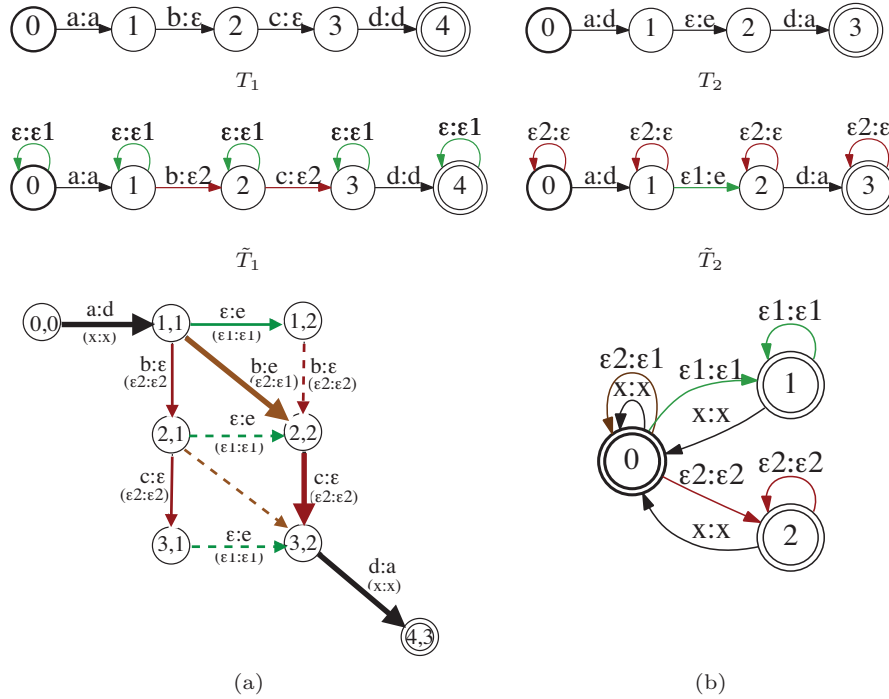 a:a b:ε c:ε d:d
0 1 2 3 4
T1
a:d ε:e d:a
0 1 2 3
T2
ε:ε1 ε:ε1 ε:ε1 ε:ε1 ε:ε1
a:a b:ε2 c:ε2 d:d
0 1 2 3 4
T̃1
ε2:ε ε2:ε ε2:ε ε2:ε
a:d ε1:e d:a
0 1 2 3
T̃2
0,0 a:d (x:x) 1,1 ε:e (ε1:ε1) 1,2
b:ε (ε2:ε2 b:e (ε2:ε1) b:ε (ε2:ε2)
2,1 ε:e (ε1:ε1) 2,2
c:ε (ε2:ε2) c:ε (ε2:ε2)
3,1 ε:e (ε1:ε1) 3,2
d:a (x:x)
4,3
(a)
ε1:ε1
ε2:ε1 ε1:ε1 1
x:x x:x
0
ε2:ε2 ε2:ε2
x:x 2
(b)